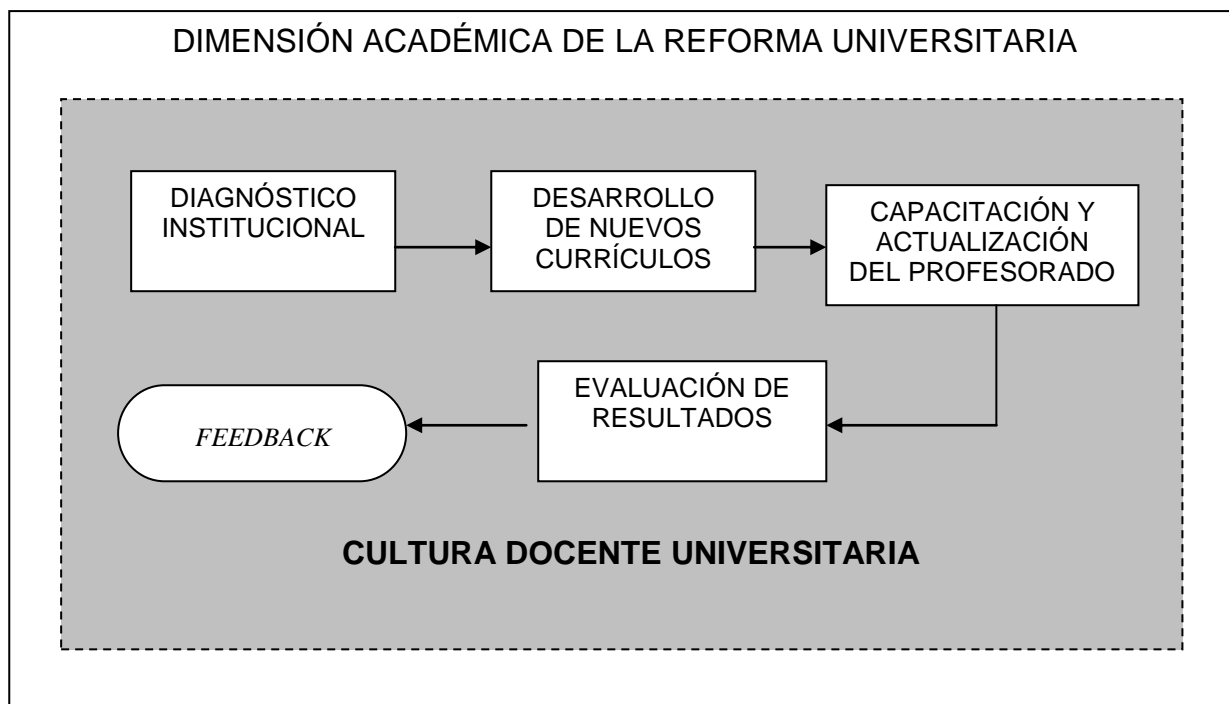 DIMENSIÓN ACADÉMICA DE LA REFORMA UNIVERSITARIA
DIAGNÓSTICO
INSTITUCIONAL
DESARROLLO
DE NUEVOS
CURRÍCULOS
CAPACITACIÓN Y
ACTUALIZACIÓN
DEL PROFESORADO
EVALUACIÓN DE
RESULTADOS
FEEDBACK
CULTURA DOCENTE UNIVERSITARIA